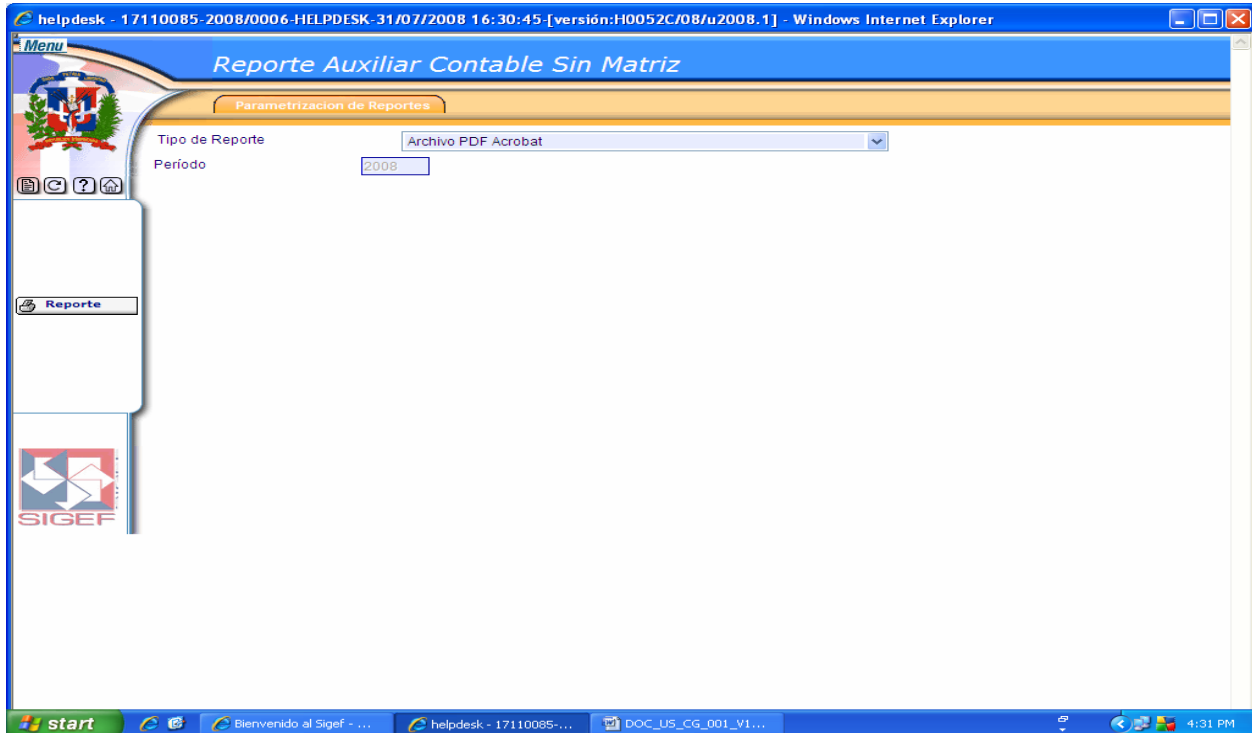 helpdesk - 17110085-2008/0006-HELPDESK-31/07/2008 16:30:45-[versión:H0052C/08/u2008.1] - Windows Internet Explorer
Menu
Reporte Auxiliar Contable Sin Matriz
Parametrizacion de Reportes
Tipo de Reporte Archivo PDF Acrobat
Período 2008
Reporte
SIGEF
start Bienvenido al Sigef - ... helpdesk - 17110085-... DOC_US_CG_001_V1... 4:31 PM